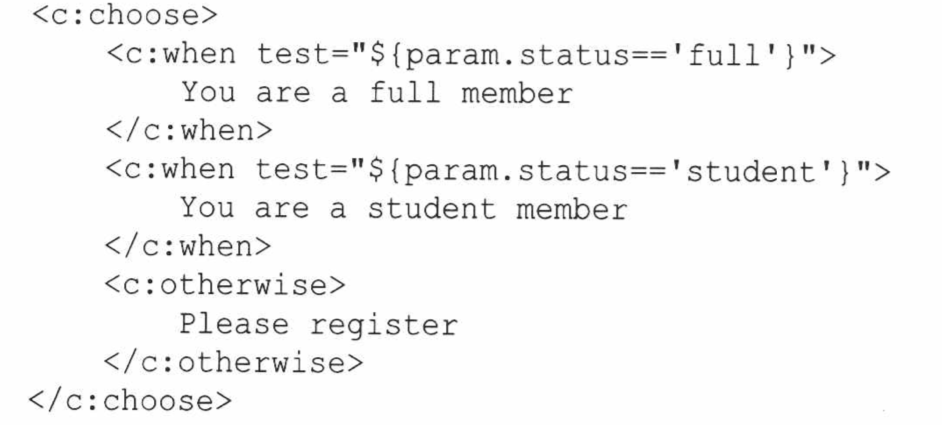 <c:choose>
    <c:when test="${param.status=='full'}">
        You are a full member
    </c:when>
    <c:when test="${param.status=='student'}">
        You are a student member
    </c:when>
    <c:otherwise>
        Please register
    </c:otherwise>
</c:choose>